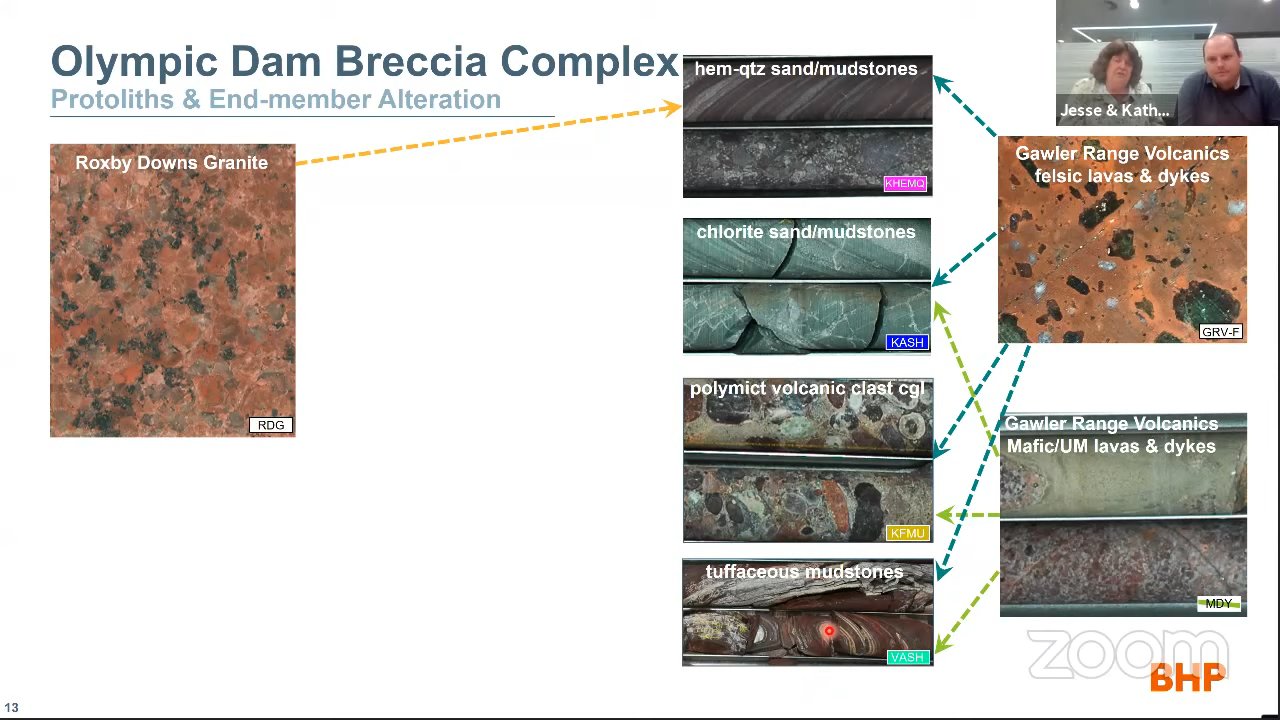 Olympic Dam Breccia Complex
Protoliths & End-member Alteration
Roxby Downs Granite
RDG
hem-qtz sand/mudstones
KHEMQ
chlorite sand/mudstones
KASH
polymict volcanic clast cgl
KFMU
tuffaceous mudstones
VASH
Jesse & Kath...
Gawler Range Volcanics
felsic lavas & dykes
GRV-F
Gawler Range Volcanics
Mafic/UM lavas & dykes
MDY
zoom
BHP
13